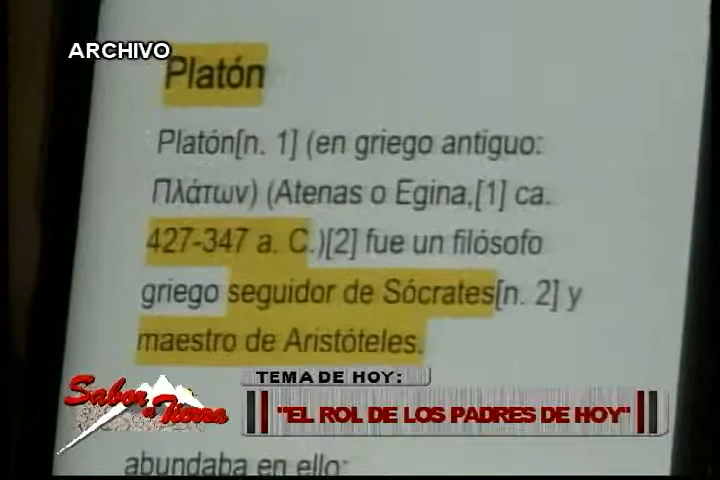 ARCHIVO
Platón
Platón[n. 1] (en griego antiguo:
Πλάτων) (Atenas o Egina,[1] ca.
427-347 a. C.)[2] fue un filósofo
griego seguidor de Sócrates[n. 2] y
maestro de Aristóteles.
TEMA DE HOY:
Sabor a Tierra
"EL ROL DE LOS PADRES DE HOY"
abundaba en ello: